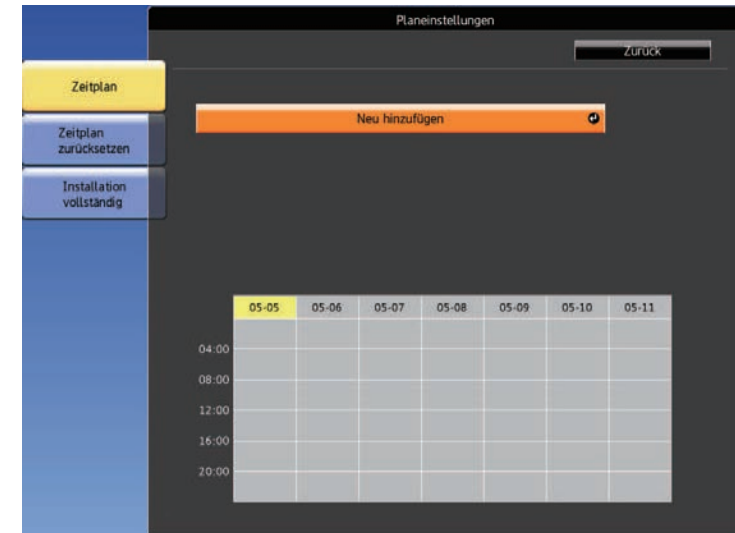 Planeinstellungen
Zurück
Zeitplan
Neu hinzufügen
Zeitplan
zurücksetzen
Installation
vollständig
05-05 05-06 05-07 05-08 05-09 05-10 05-11
04:00
08:00
12:00
16:00
20:00